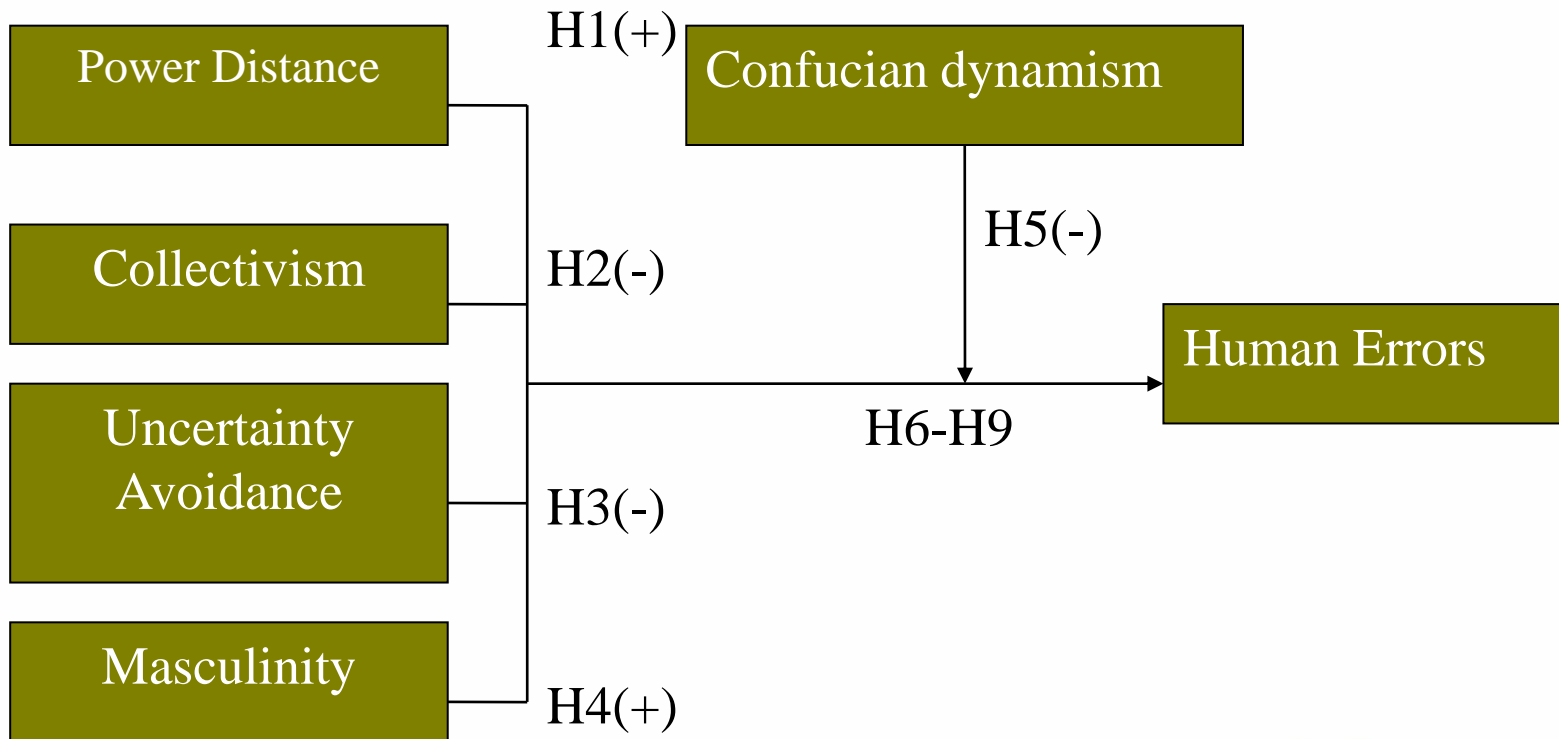 Power Distance
H1(+)
Confucian dynamism
Collectivism
H2(-)
H5(-)
Human Errors
Uncertainty
Avoidance
H6-H9
H3(-)
Masculinity
H4(+)